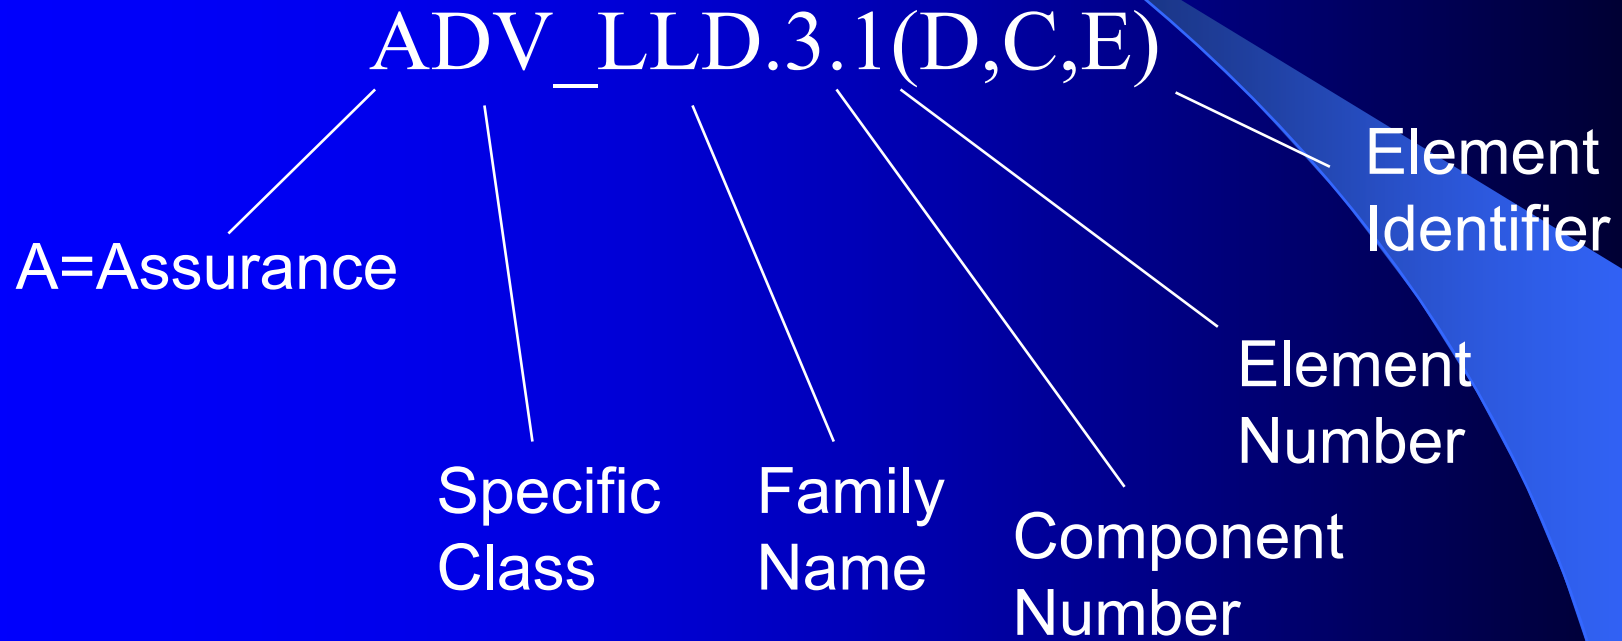 ADV_LLD.3.1(D,C,E)
Element
Identifier
A=Assurance
Element
Number
Specific
Class
Family
Name
Component
Number